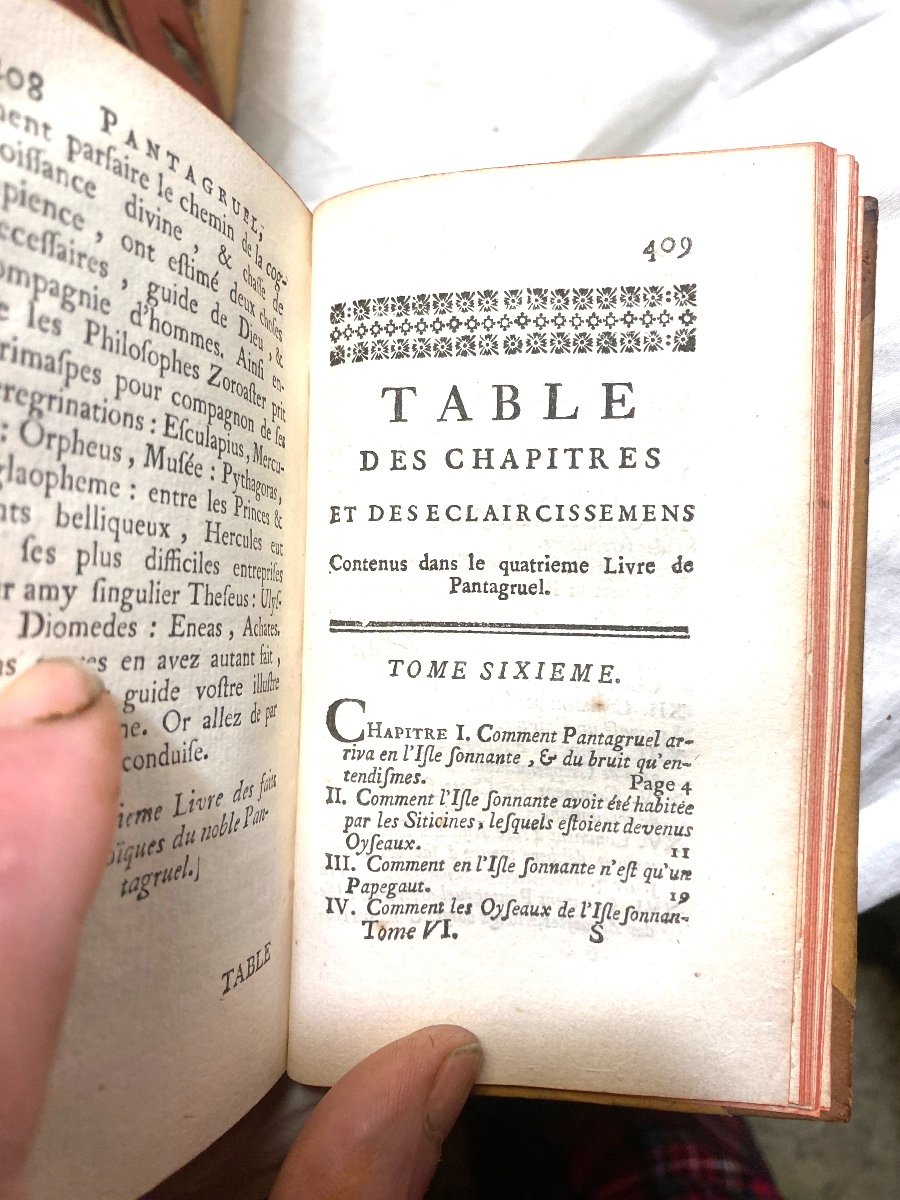 408 PANTAGRUEL,
parfaire le chemin de la cog-
divine, & chasse de
, ont estimé deux choses
, guide de Dieu, &
d'hommes. Ainsi en-
les Philosophes Zoroaster prit
pour compagnon de ses
: Esculapius, Mercu-
: Orpheus, Musée : Pythagoras,
: entre les Princes &
belliqueux, Hercules eut
ses plus difficiles entreprises
amy singulier Theseus : Ulys-
Diomedes : Eneas, Achates.
en avez autant fait,
guide vostre illustre
Or allez de par
conduise.
Livre des faits
du noble Pan-
tagruel.]
TABLE
409
TABLE
DES CHAPITRES
ET DES ECLAIRCISSEMENS
Contenus dans le quatrieme Livre de
Pantagruel.
TOME SIXIEME.
CHAPITRE I. Comment Pantagruel ar-
riva en l'Isle sonnante, & du bruit qu'en-
tendismes. Page 4
II. Comment l'Isle sonnante avoit été habitée
par les Siticines, lesquels estoient devenus
Oyseaux. 11
III. Comment en l'Isle sonnante n'est qu'un
Papegaut. 19
IV. Comment les Oyseaux de l'Isle sonnan-
Tome VI. S